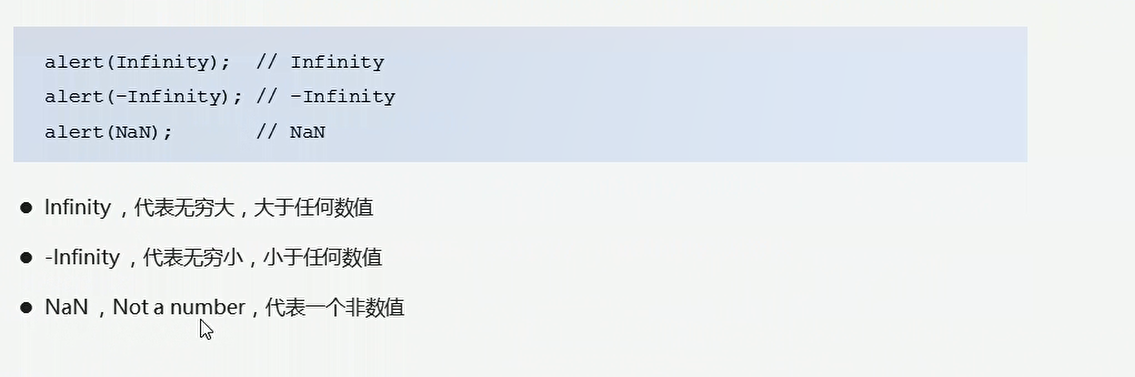 alert(Infinity);  // Infinity
alert(-Infinity); // -Infinity
alert(NaN);       // NaN
● Infinity ，代表无穷大，大于任何数值
● -Infinity ，代表无穷小，小于任何数值
● NaN ，Not a number，代表一个非数值